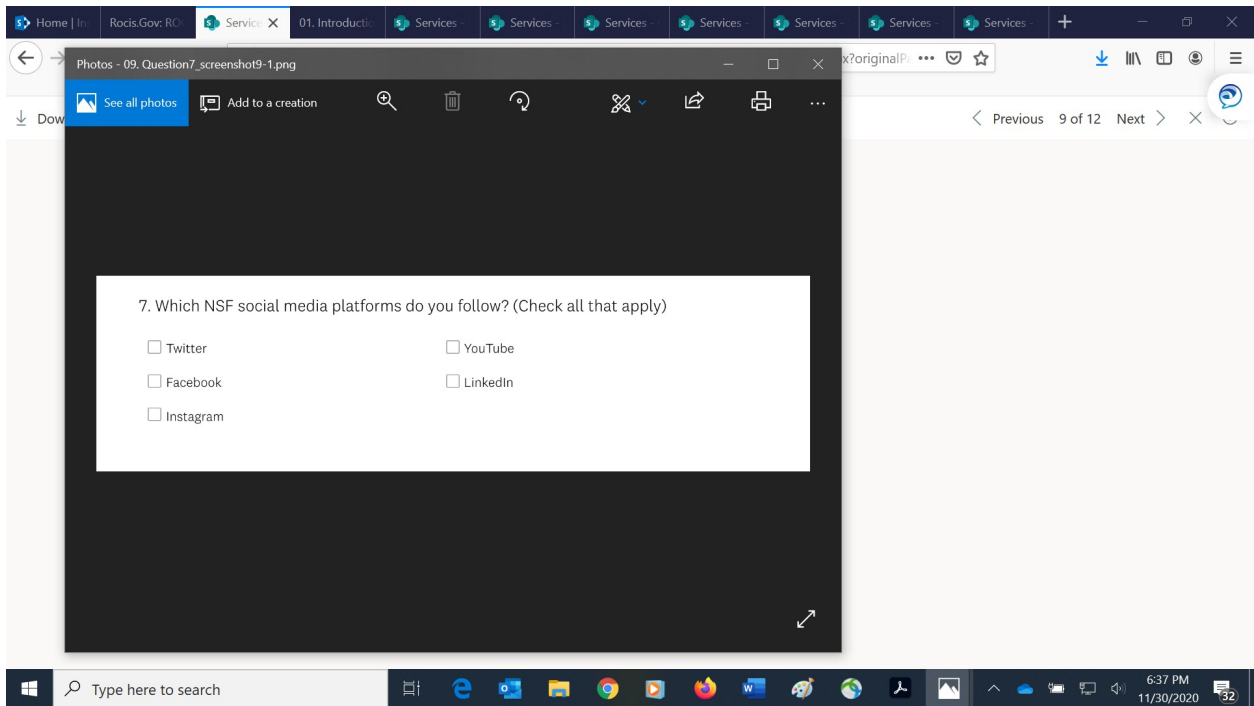 Home | In
Rocis.Gov: RO
Service
01. Introductio
Services -
Services -
Services -
Services -
Services -
Services -
Services -
Photos - 09. Question7_screenshot9-1.png
x?originalP
See all photos
Add to a creation
Dow
Previous 9 of 12 Next
7. Which NSF social media platforms do you follow? (Check all that apply)
Twitter
YouTube
Facebook
LinkedIn
Instagram
Type here to search
6:37 PM
11/30/2020
32